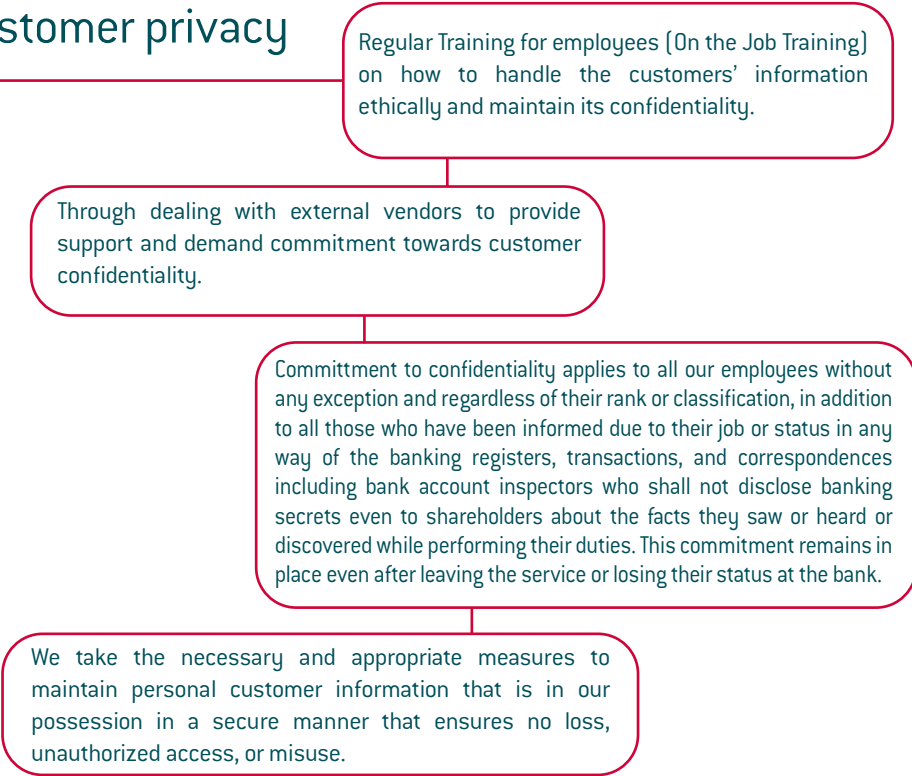 stomer privacy
Regular Training for employees (On the Job Training)
on how to handle the customers’ information
ethically and maintain its confidentiality.
Through dealing with external vendors to provide
support and demand commitment towards customer
confidentiality.
Committment to confidentiality applies to all our employees without
any exception and regardless of their rank or classification, in addition
to all those who have been informed due to their job or status in any
way of the banking registers, transactions, and correspondences
including bank account inspectors who shall not disclose banking
secrets even to shareholders about the facts they saw or heard or
discovered while performing their duties. This commitment remains in
place even after leaving the service or losing their status at the bank.
We take the necessary and appropriate measures to
maintain personal customer information that is in our
possession in a secure manner that ensures no loss,
unauthorized access, or misuse.